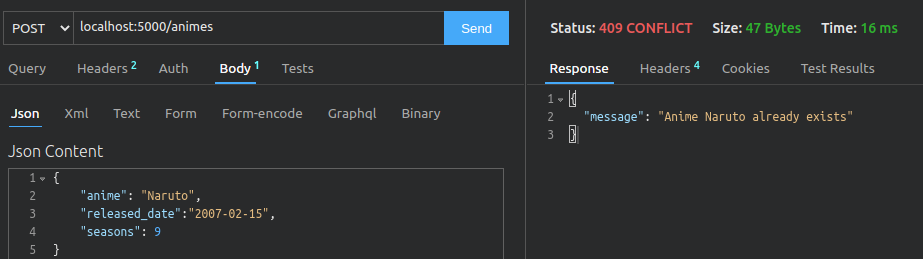 POST localhost:5000/animes Send
Query Headers 2 Auth Body 1 Tests
Json Xml Text Form Form-encode Graphql Binary
Json Content
1 {
2 "anime": "Naruto",
3 "released_date":"2007-02-15",
4 "seasons": 9
5 }
Status: 409 CONFLICT Size: 47 Bytes Time: 16 ms
Response Headers 4 Cookies Test Results
1 {
2 "message": "Anime Naruto already exists"
3 }